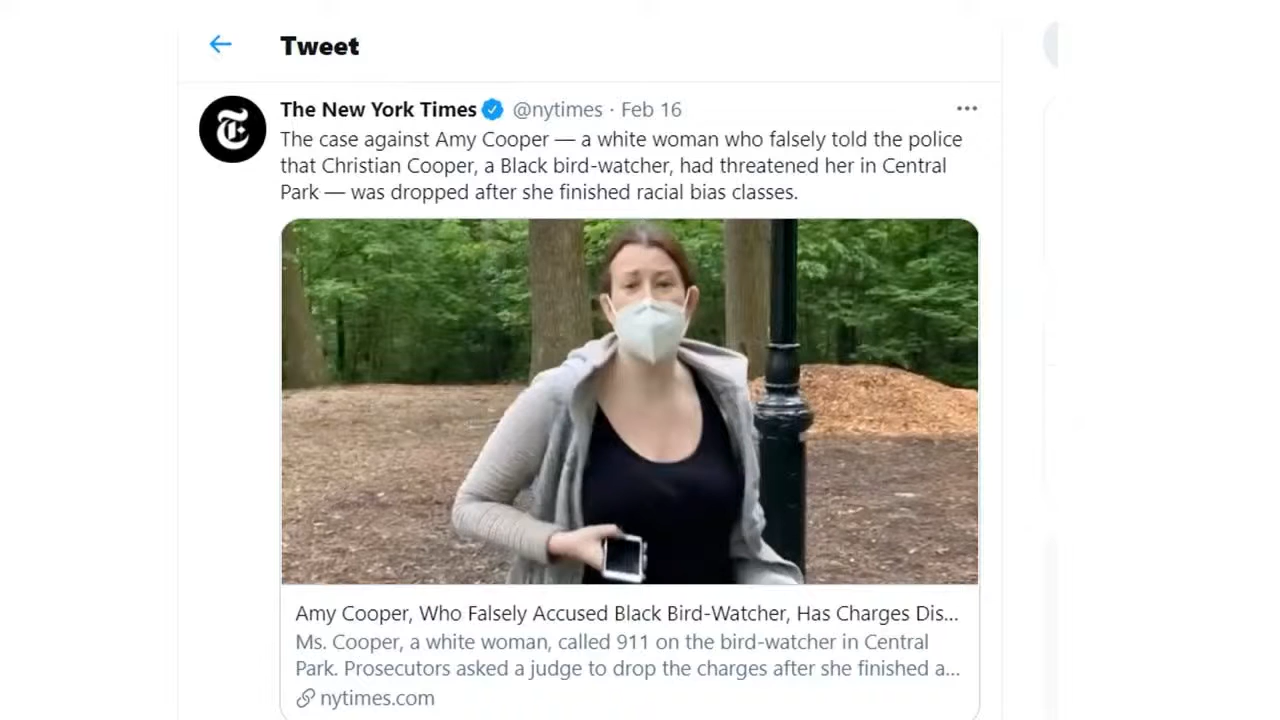 Tweet
The New York Times @nytimes · Feb 16
The case against Amy Cooper — a white woman who falsely told the police
that Christian Cooper, a Black bird-watcher, had threatened her in Central
Park — was dropped after she finished racial bias classes.
Amy Cooper, Who Falsely Accused Black Bird-Watcher, Has Charges Dis...
Ms. Cooper, a white woman, called 911 on the bird-watcher in Central
Park. Prosecutors asked a judge to drop the charges after she finished a...
nytimes.com